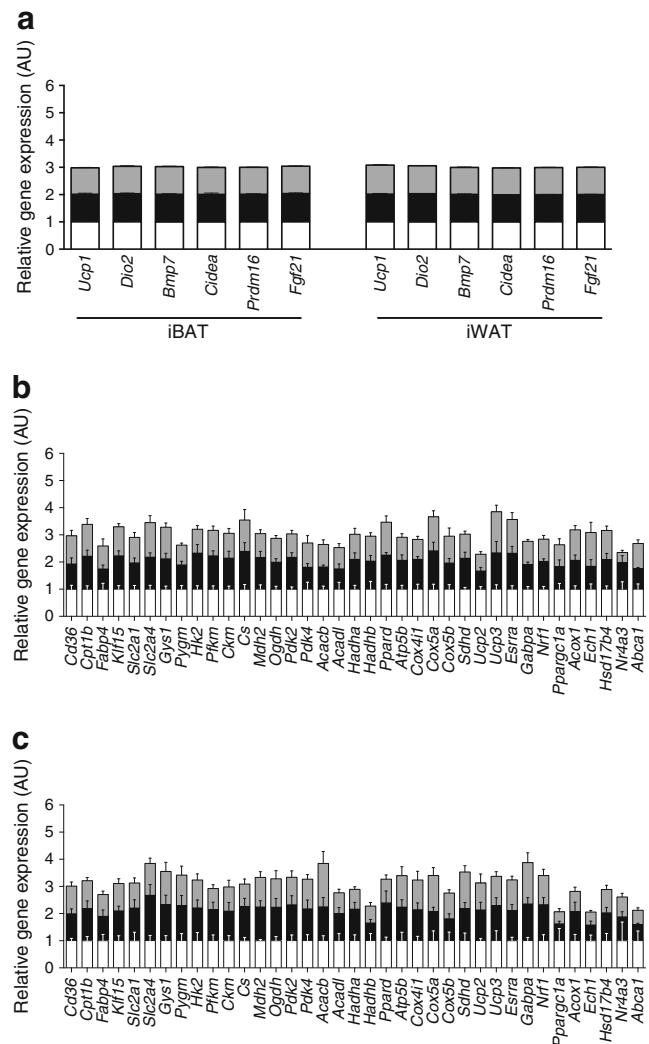 a
Relative gene expression (AU)
6
5
4
3
2
1
0
Ucp1
Dio2
Bmp7
Cidea
Prdm16
Fgf21
Ucp1
Dio2
Bmp7
Cidea
Prdm16
Fgf21
iBAT
iWAT
b
Relative gene expression (AU)
6
5
4
3
2
1
0
Cd36
Cpt1b
Fabp4
Klf15
Slc2a1
Slc2a4
Gys1
Pygm
Hk2
Pfkm
Ckm
Cs
Mdh2
Ogdh
Pdk2
Pdk4
Acacb
Acadl
Hadha
Hadhb
Ppard
Atp5b
Cox4i1
Cox5a
Cox5b
Sdhd
Ucp2
Ucp3
Esrra
Gabpa
Nrf1
Ppargc1a
Acox1
Ech1
Hsd17b4
Nr4a3
Abca1
c
Relative gene expression (AU)
6
5
4
3
2
1
0
Cd36
Cpt1b
Fabp4
Klf15
Slc2a1
Slc2a4
Gys1
Pygm
Hk2
Pfkm
Ckm
Cs
Mdh2
Ogdh
Pdk2
Pdk4
Acacb
Acadl
Hadha
Hadhb
Ppard
Atp5b
Cox4i1
Cox5a
Cox5b
Sdhd
Ucp2
Ucp3
Esrra
Gabpa
Nrf1
Ppargc1a
Acox1
Ech1
Hsd17b4
Nr4a3
Abca1